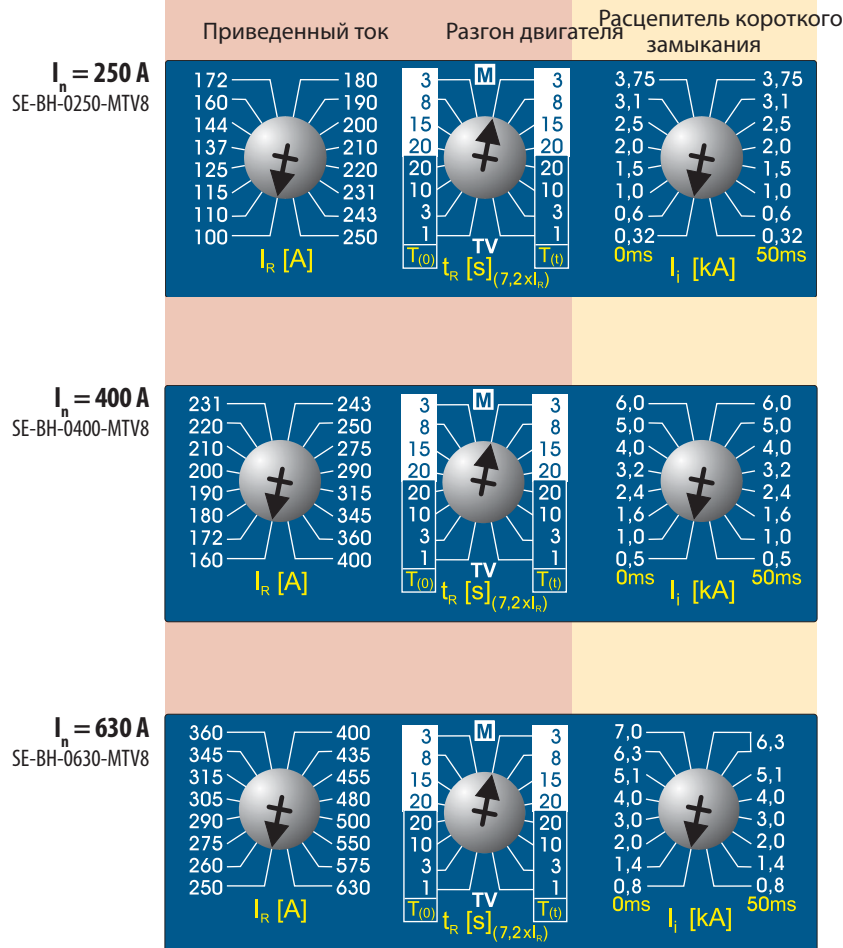 Приведенный ток
Разгон двигателя
Расцепитель короткого
замыкания
In = 250 A
SE-BH-0250-MTV8
172 180 3 M 3 3,75 3,75
160 190 8 8 3,1 3,1
144 200 15 15 2,5 2,5
137 210 20 20 2,0 2,0
125 220 20 20 1,5 1,5
115 231 10 10 1,0 1,0
110 243 3 3 0,6 0,6
100 250 1 TV 1 0,32 0,32
IR [A] T(0) tR [s](7,2xIR) T(t) 0ms Ii [kA] 50ms
In = 400 A
SE-BH-0400-MTV8
231 243 3 M 3 6,0 6,0
220 250 8 8 5,0 5,0
210 275 15 15 4,0 4,0
200 290 20 20 3,2 3,2
190 315 20 20 2,4 2,4
180 345 10 10 1,6 1,6
172 360 3 3 1,0 1,0
160 400 1 TV 1 0,5 0,5
IR [A] T(0) tR [s](7,2xIR) T(t) 0ms Ii [kA] 50ms
In = 630 A
SE-BH-0630-MTV8
360 400 3 M 3 7,0 6,3
345 435 8 8 6,3
315 455 15 15 5,1 5,1
305 480 20 20 4,0 4,0
290 500 20 20 3,0 3,0
275 550 10 10 2,0 2,0
260 575 3 3 1,4 1,4
250 630 1 TV 1 0,8 0,8
IR [A] T(0) tR [s](7,2xIR) T(t) 0ms Ii [kA] 50ms